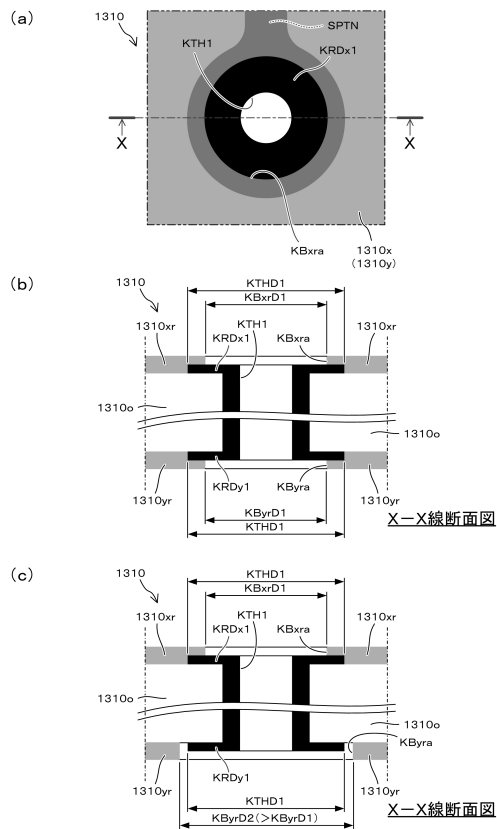 (a)
1310
SPTN
KTH1
KRDx1
X
X
KBxra
1310x
(1310y)
(b)
1310
KTHD1
KBxrD1
1310xr
KTH1
KRDx1
KBxra
1310xr
1310o
1310o
1310yr
KRDy1
KByra
1310yr
KByrD1
KTHD1
X-X線断面図
(c)
1310
KTHD1
KBxrD1
1310xr
KTH1
KRDx1
KBxra
1310xr
1310o
1310o
KByra
1310yr
KRDy1
1310yr
KTHD1
KByrD2(>KByrD1)
X-X線断面図